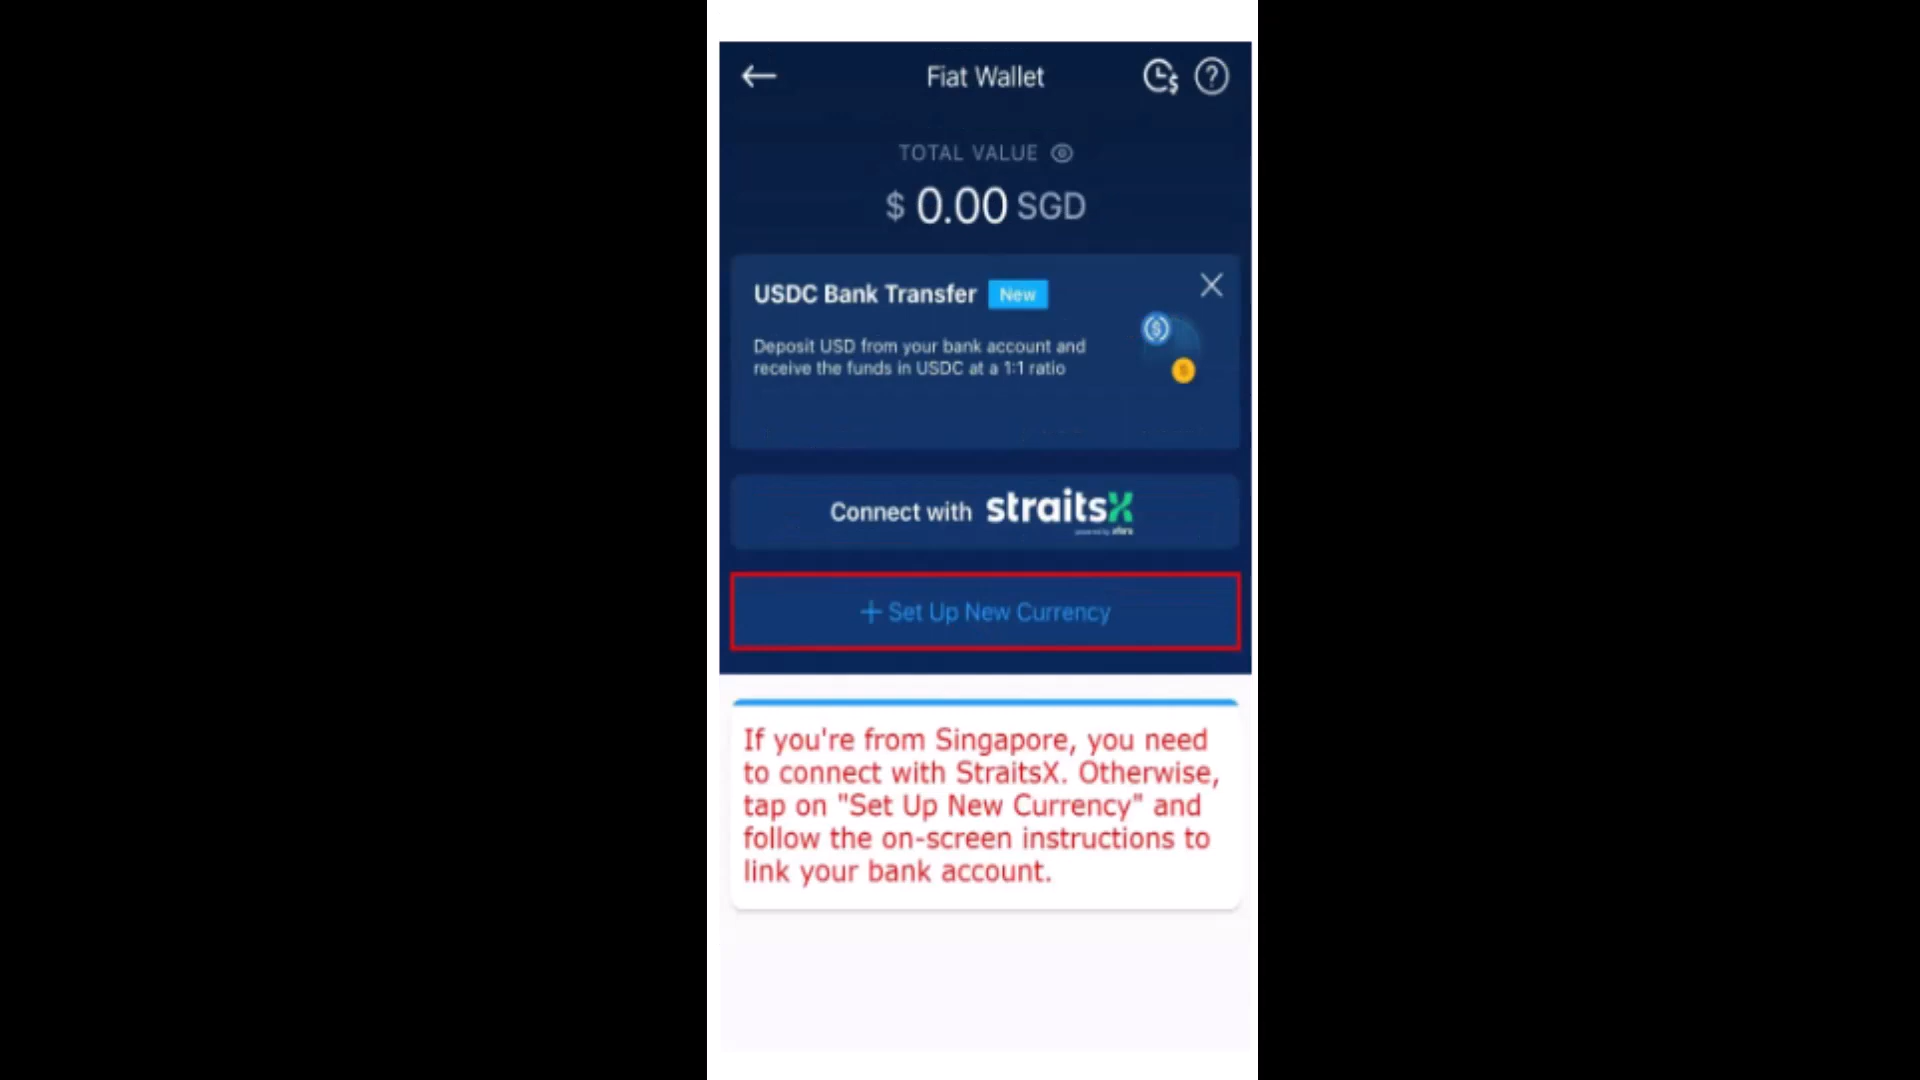 Fiat Wallet
TOTAL VALUE
$ 0.00 SGD
USDC Bank Transfer New
Deposit USD from your bank account and
receive the funds in USDC at a 1:1 ratio
Connect with straitsX
+ Set Up New Currency
If you're from Singapore, you need
to connect with StraitsX. Otherwise,
tap on "Set Up New Currency" and
follow the on-screen instructions to
link your bank account.